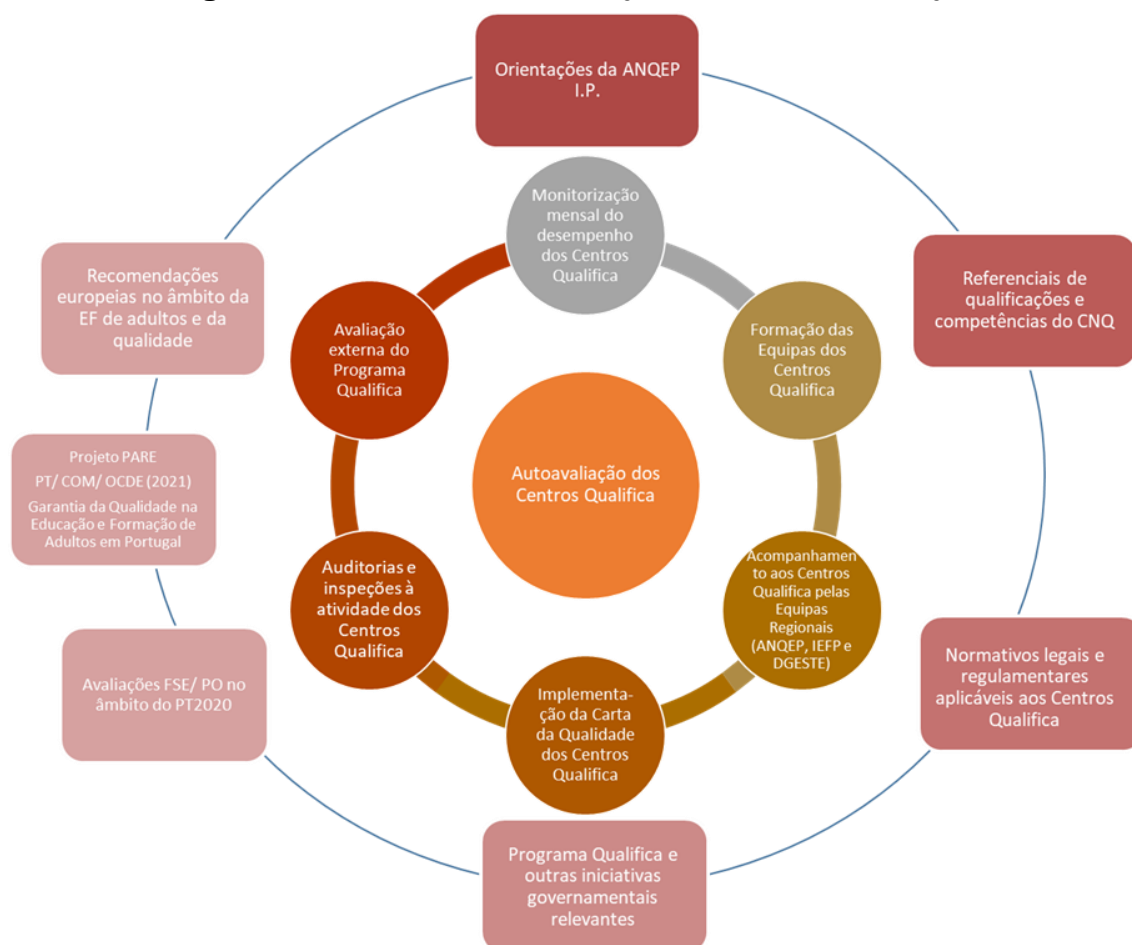 Orientações da ANQEP
I.P.
Monitorização
mensal do
desempenho
dos Centros
Qualifica
Recomendações
europeias no âmbito da
EF de adultos e da
qualidade
Referenciais de
qualificações e
competências do CNQ
Avaliação
externa do
Programa
Qualifica
Formação das
Equipas dos
Centros
Qualifica
Projeto PARE
PT/ COM/ OCDE (2021)
Garantia da Qualidade na
Educação e Formação de
Adultos em Portugal
Autoavaliação dos
Centros Qualifica
Auditorias e
inspeções à
atividade dos
Centros
Qualifica
Acompanhamen
to aos Centros
Qualifica pelas
Equipas
Regionais
(ANQEP, IEFP e
DGESTE)
Avaliações FSE/ PO no
âmbito do PT2020
Normativos legais e
regulamentares
aplicáveis aos Centros
Qualifica
Implementa-
ção da Carta
da Qualidade
dos Centros
Qualifica
Programa Qualifica e
outras iniciativas
governamentais
relevantes